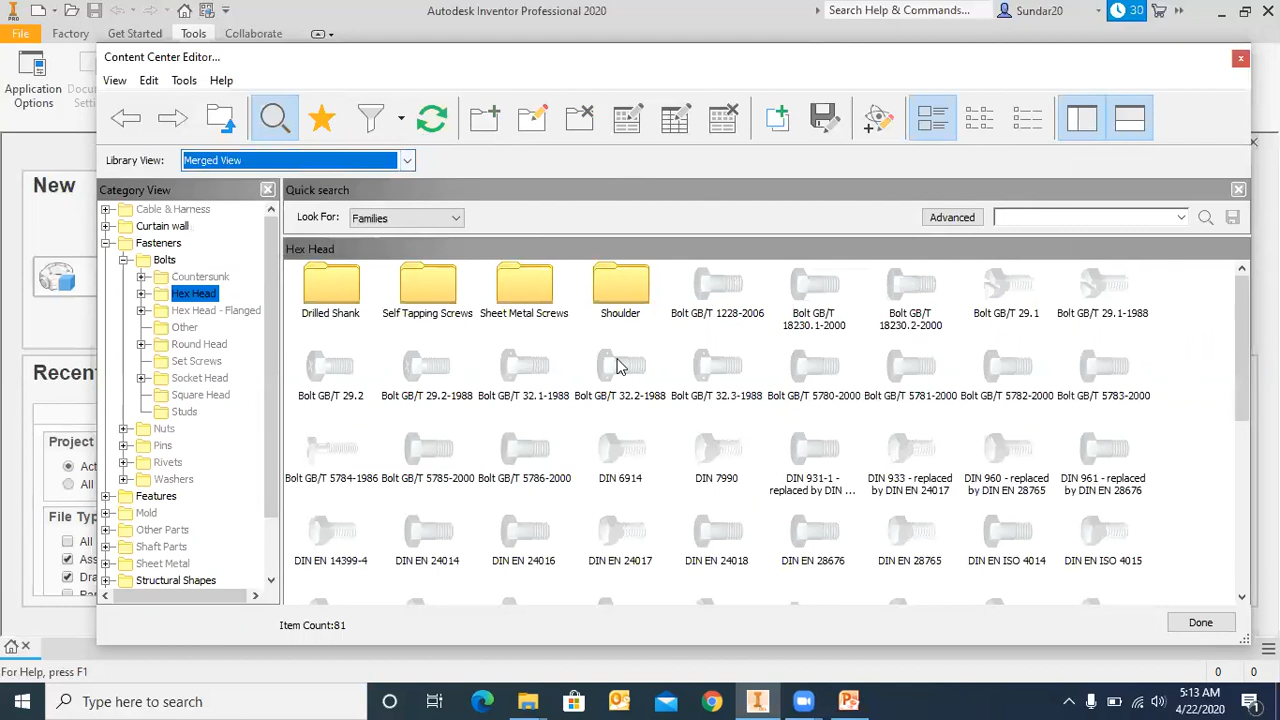 Autodesk Inventor Professional 2020
Search Help & Commands...
Sundar20
30
PRO
File
Factory
Get Started
Tools
Collaborate
Application
Options
Content Center Editor...
View
Edit
Tools
Help
Library View:
Merged View
Category View
Cable & Harness
Curtain wall
Fasteners
Bolts
Countersunk
Hex Head
Hex Head - Flanged
Other
Round Head
Set Screws
Socket Head
Square Head
Studs
Nuts
Pins
Rivets
Washers
Features
Mold
Other Parts
Shaft Parts
Sheet Metal
Structural Shapes
Quick search
Look For:
Families
Advanced
Hex Head
Drilled Shank
Self Tapping Screws
Sheet Metal Screws
Shoulder
Bolt GB/T 1228-2006
Bolt GB/T
18230.1-2000
Bolt GB/T
18230.2-2000
Bolt GB/T 29.1
Bolt GB/T 29.1-1988
Bolt GB/T 29.2
Bolt GB/T 29.2-1988
Bolt GB/T 32.1-1988
Bolt GB/T 32.2-1988
Bolt GB/T 32.3-1988
Bolt GB/T 5780-2000
Bolt GB/T 5781-2000
Bolt GB/T 5782-2000
Bolt GB/T 5783-2000
Bolt GB/T 5784-1986
Bolt GB/T 5785-2000
Bolt GB/T 5786-2000
DIN 6914
DIN 7990
DIN 931-1 -
replaced by DIN ...
DIN 933 - replaced
by DIN EN 24017
DIN 960 - replaced
by DIN EN 28765
DIN 961 - replaced
by DIN EN 28676
DIN EN 14399-4
DIN EN 24014
DIN EN 24016
DIN EN 24017
DIN EN 24018
DIN EN 28676
DIN EN 28765
DIN EN ISO 4014
DIN EN ISO 4015
Item Count:81
Done
New
Project
Act
All
File Typ
All
Ass
Dra
For Help, press F1
0
0
Type here to search
5:13 AM
4/22/2020
1